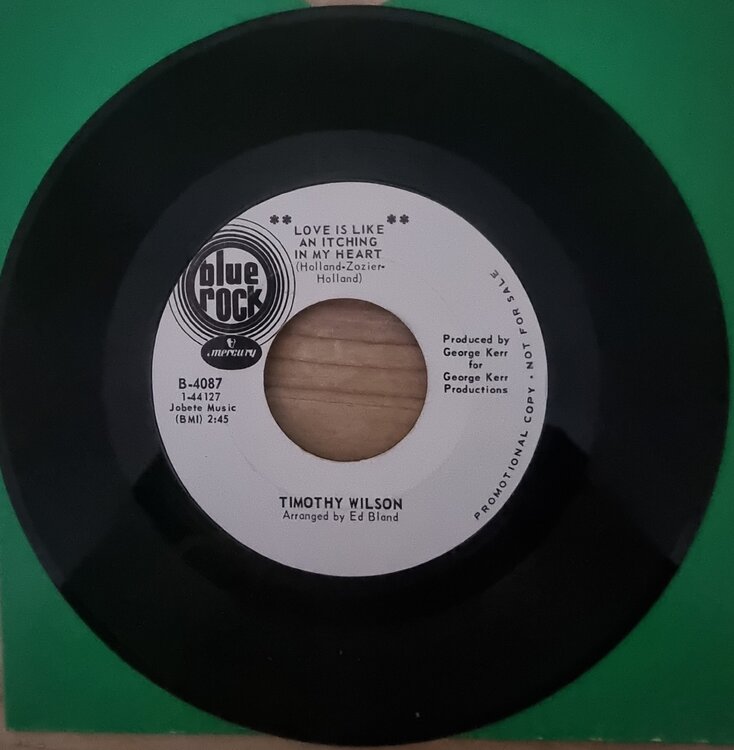 ** LOVE IS LIKE **
AN ITCHING
IN MY HEART
(Holland-Zozier-
Holland)
blue
rock
mercury
B-4087
1-44127
Jobete Music
(BMI) 2:45
Produced by
George Kerr
for
George Kerr
Productions
PROMOTIONAL COPY • NOT FOR SALE
TIMOTHY WILSON
Arranged by Ed Bland